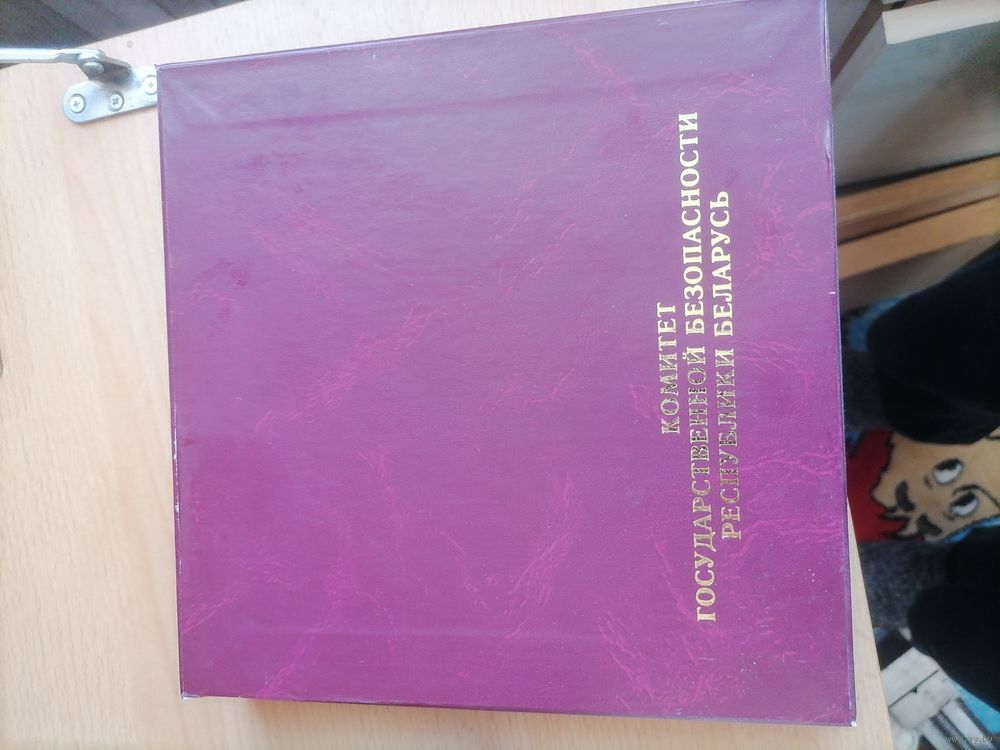 КОМИТЕТ
ГОСУДАРСТВЕННОЙ БЕЗОПАСНОСТИ
РЕСПУБЛИКИ БЕЛАРУСЬ